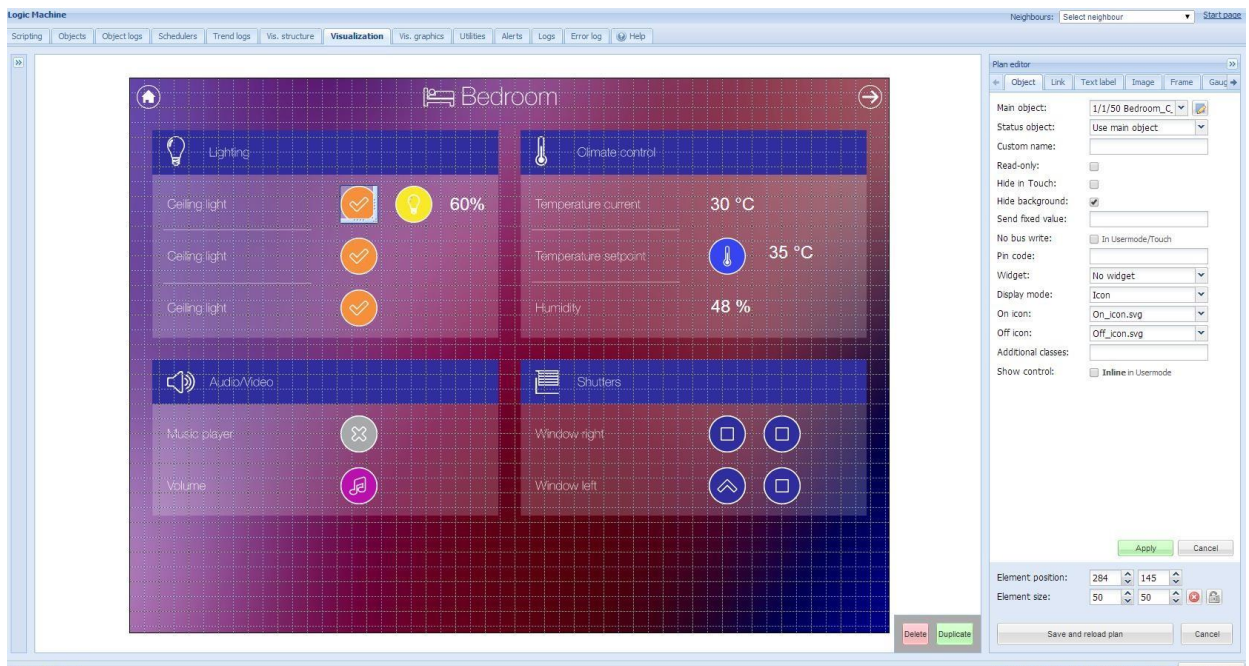 Logic Machine
Neighbours: Select neighbour Start page
Scripting Objects Object logs Schedulers Trend logs Vis. structure Visualization Vis. graphics Utilities Alerts Logs Error log Help
Plan editor
Object Link Text label Image Frame Gaug
Bedroom
Lighting
Ceiling light 60%
Ceiling light
Ceiling light
Climate control
Temperature current 30 °C
Temperature setpoint 35 °C
Humidity 48 %
Audio/Video
Music player
Volume
Shutters
Window right
Window left
Main object: 1/1/50 Bedroom_C_
Status object: Use main object
Custom name:
Read-only:
Hide in Touch:
Hide background:
Send fixed value:
No bus write: In Usermode/Touch
Pin code:
Widget: No widget
Display mode: Icon
On icon: On_icon.svg
Off icon: Off_icon.svg
Additional classes:
Show control: Inline in Usermode
Apply Cancel
Element position: 284 145
Element size: 50 50
Delete Duplicate
Save and reload plan Cancel